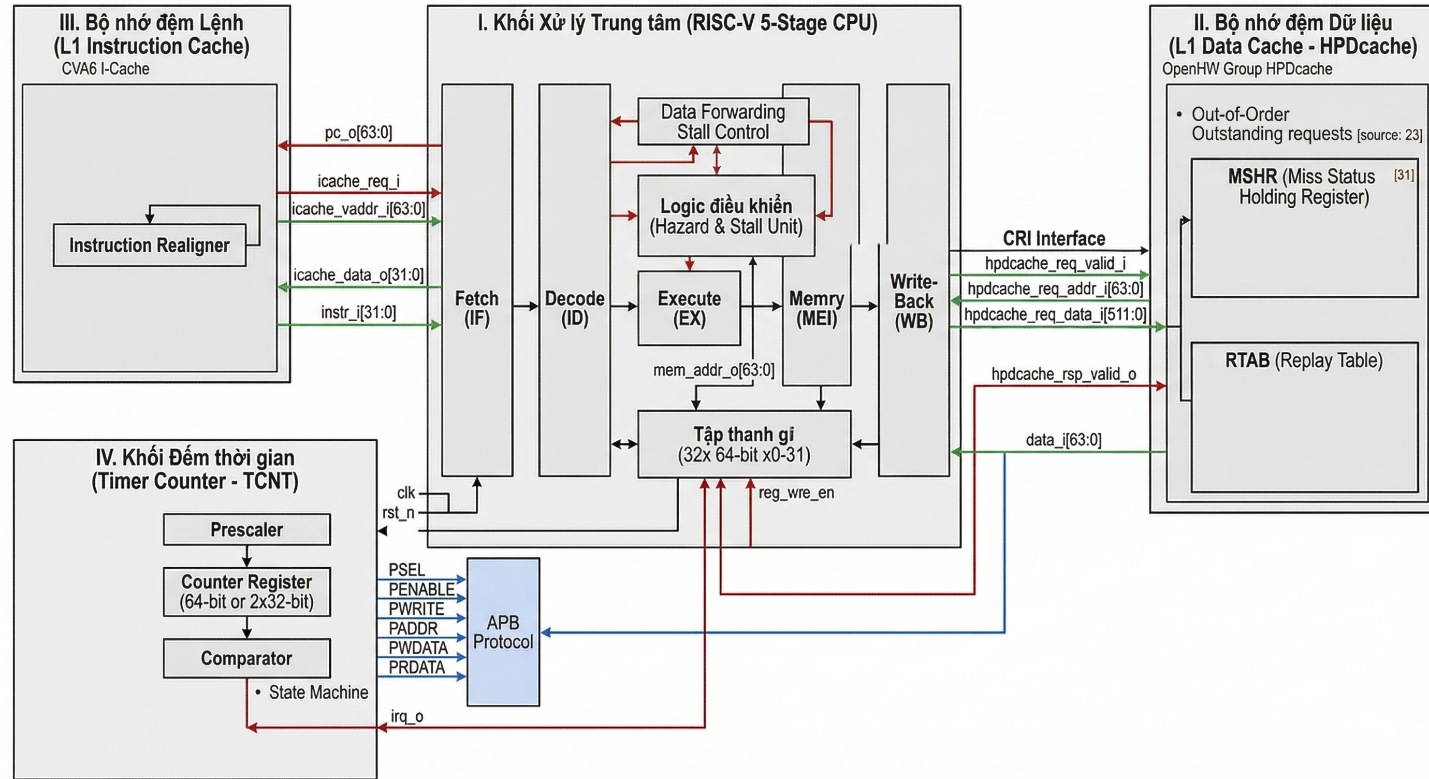 III. Bộ nhớ đệm Lệnh
(L1 Instruction Cache)
CVA6 I-Cache
Instruction Realigner
pc_o[63:0]
icache_req_i
icache_vaddr_i[63:0]
icache_data_o[31:0]
instr_i[31:0]
I. Khối Xử lý Trung tâm (RISC-V 5-Stage CPU)
Fetch
(IF)
Decode
(ID)
Data Forwarding
Stall Control
Logic điều khiển
(Hazard & Stall Unit)
Execute
(EX)
Memry
(MEI)
Write-
Back
(WB)
mem_addr_o[63:0]
Tập thanh gỉ
(32x 64-bit x0-31)
reg_wre_en
clk
rst_n
CRI Interface
hpdcache_req_valid_i
hpdcache_req_addr_i[63:0]
hpdcache_req_data_i[511:0]
hpdcache_rsp_valid_o
data_i[63:0]
II. Bộ nhớ đệm Dữ liệu
(L1 Data Cache - HPDcache)
OpenHW Group HPDcache
• Out-of-Order
Outstanding requests [source: 23]
MSHR (Miss Status [31]
Holding Register)
RTAB (Replay Table)
IV. Khối Đếm thời gian
(Timer Counter - TCNT)
Prescaler
Counter Register
(64-bit or 2x32-bit)
Comparator
• State Machine
PSEL
PENABLE
PWRITE
PADDR
PWDATA
PRDATA
APB
Protocol
irq_o